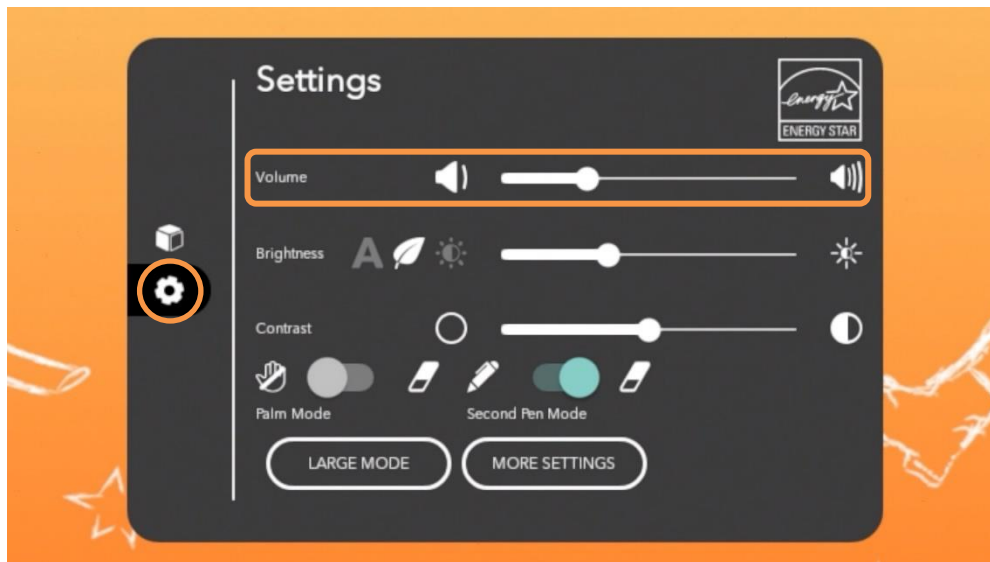 Settings
energy
ENERGY STAR
Volume
Brightness A
Contrast
Palm Mode Second Pen Mode
LARGE MODE MORE SETTINGS